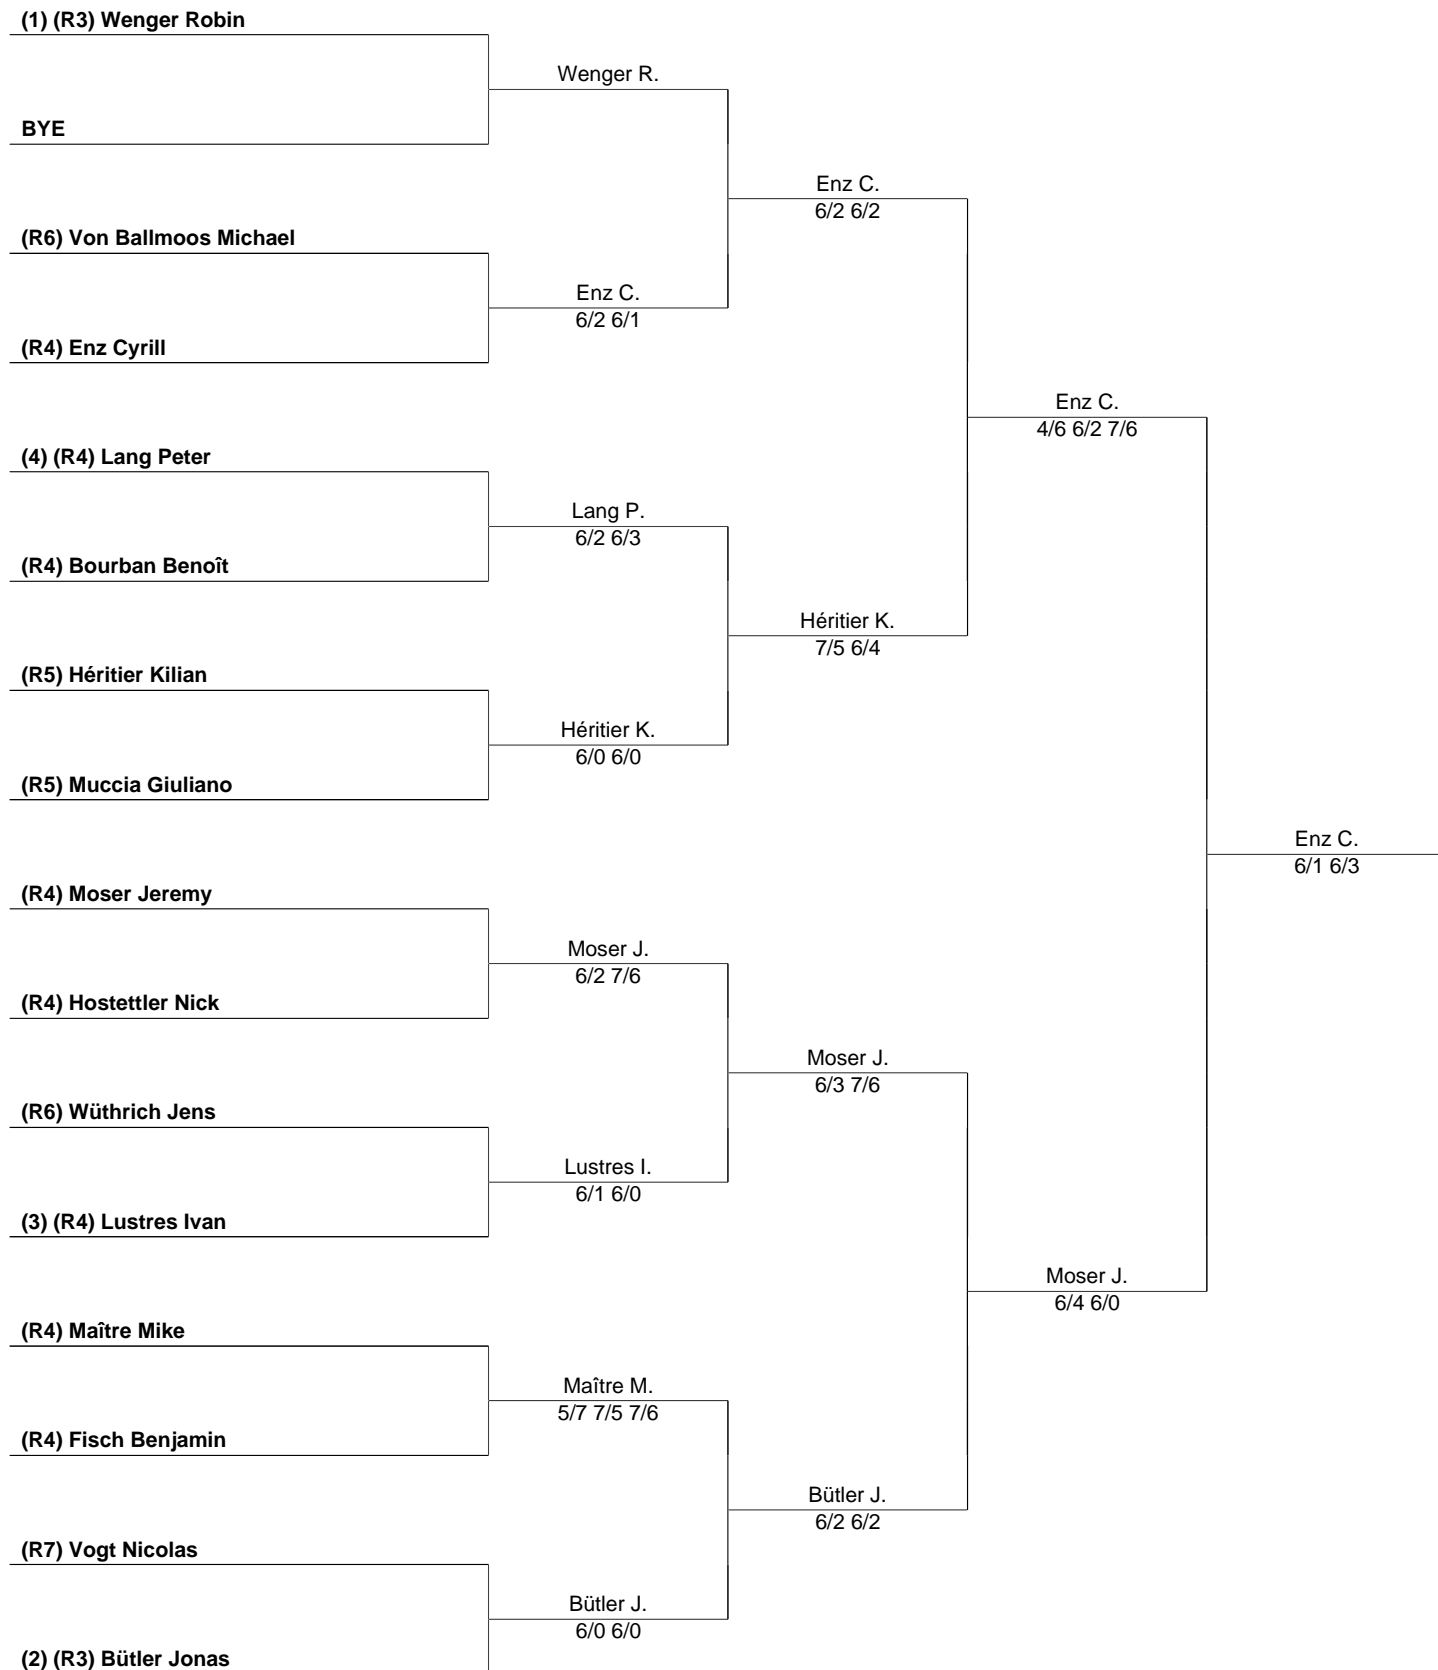 (1) (R3) Wenger Robin
Wenger R.
BYE
Enz C.
6/2 6/2
(R6) Von Ballmoos Michael
Enz C.
6/2 6/1
(R4) Enz Cyrill
Enz C.
4/6 6/2 7/6
(4) (R4) Lang Peter
Lang P.
6/2 6/3
(R4) Bourban Benoît
Héritier K.
7/5 6/4
(R5) Héritier Kilian
Héritier K.
6/0 6/0
(R5) Muccia Giuliano
Enz C.
6/1 6/3
(R4) Moser Jeremy
Moser J.
6/2 7/6
(R4) Hostettler Nick
Moser J.
6/3 7/6
(R6) Wüthrich Jens
Lustres I.
6/1 6/0
(3) (R4) Lustres Ivan
Moser J.
6/4 6/0
(R4) Maître Mike
Maître M.
5/7 7/5 7/6
(R4) Fisch Benjamin
Bütler J.
6/2 6/2
(R7) Vogt Nicolas
Bütler J.
6/0 6/0
(2) (R3) Bütler Jonas